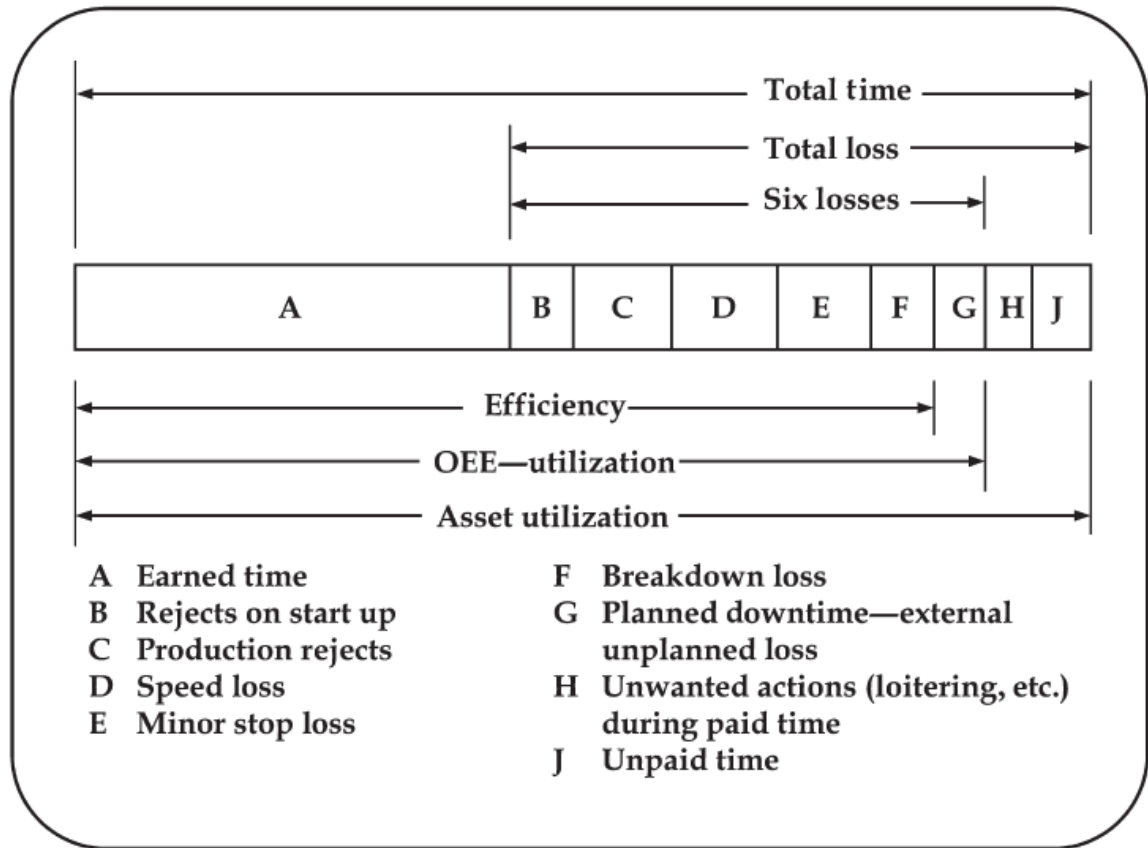 Total time
Total loss
Six losses
A B C D E F G H J
Efficiency
OEE—utilization
Asset utilization
A Earned time
B Rejects on start up
C Production rejects
D Speed loss
E Minor stop loss
F Breakdown loss
G Planned downtime—external
unplanned loss
H Unwanted actions (loitering, etc.)
during paid time
J Unpaid time